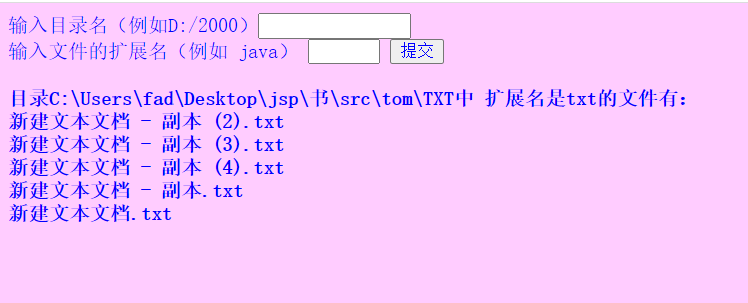 输入目录名（例如D:/2000）
输入文件的扩展名（例如 java） 提交
目录C:\Users\fad\Desktop\jsp\书\src\tom\TXT中 扩展名是txt的文件有：
新建文本文档 - 副本 (2).txt
新建文本文档 - 副本 (3).txt
新建文本文档 - 副本 (4).txt
新建文本文档 - 副本.txt
新建文本文档.txt